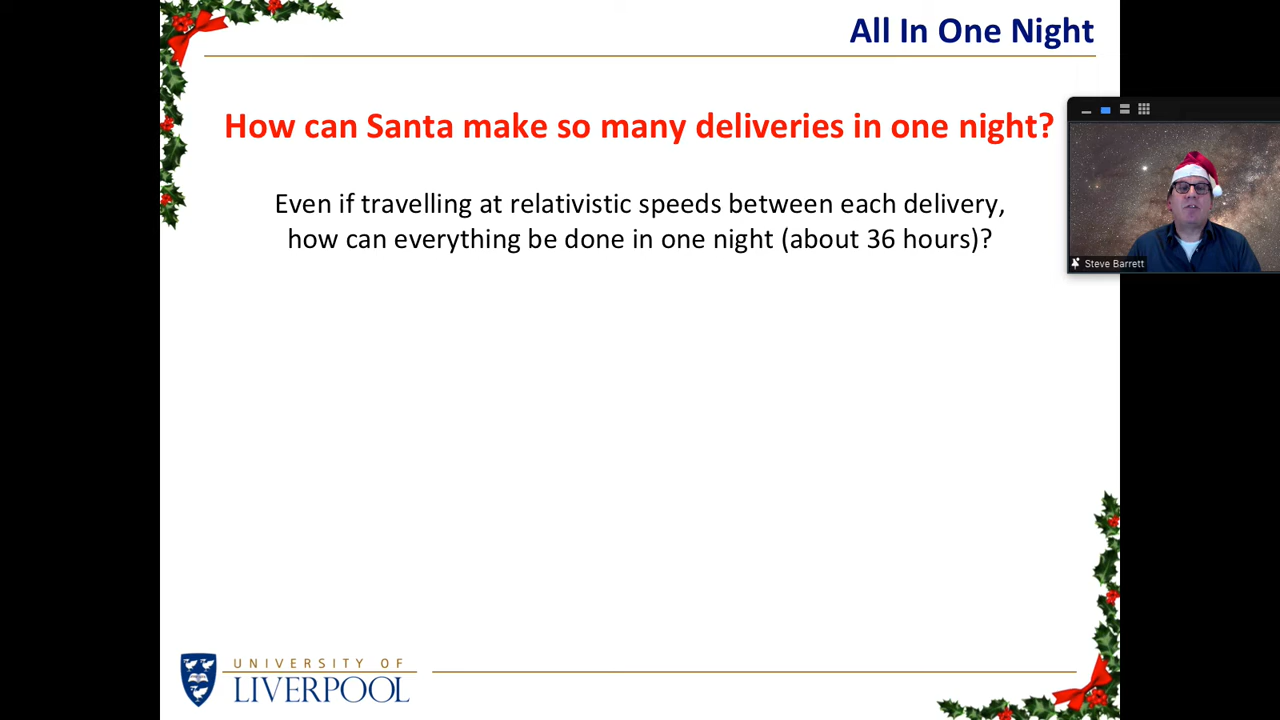 All In One Night
How can Santa make so many deliveries in one night?
Even if travelling at relativistic speeds between each delivery,
how can everything be done in one night (about 36 hours)?
Steve Barrett
UNIVERSITY OF
LIVERPOOL